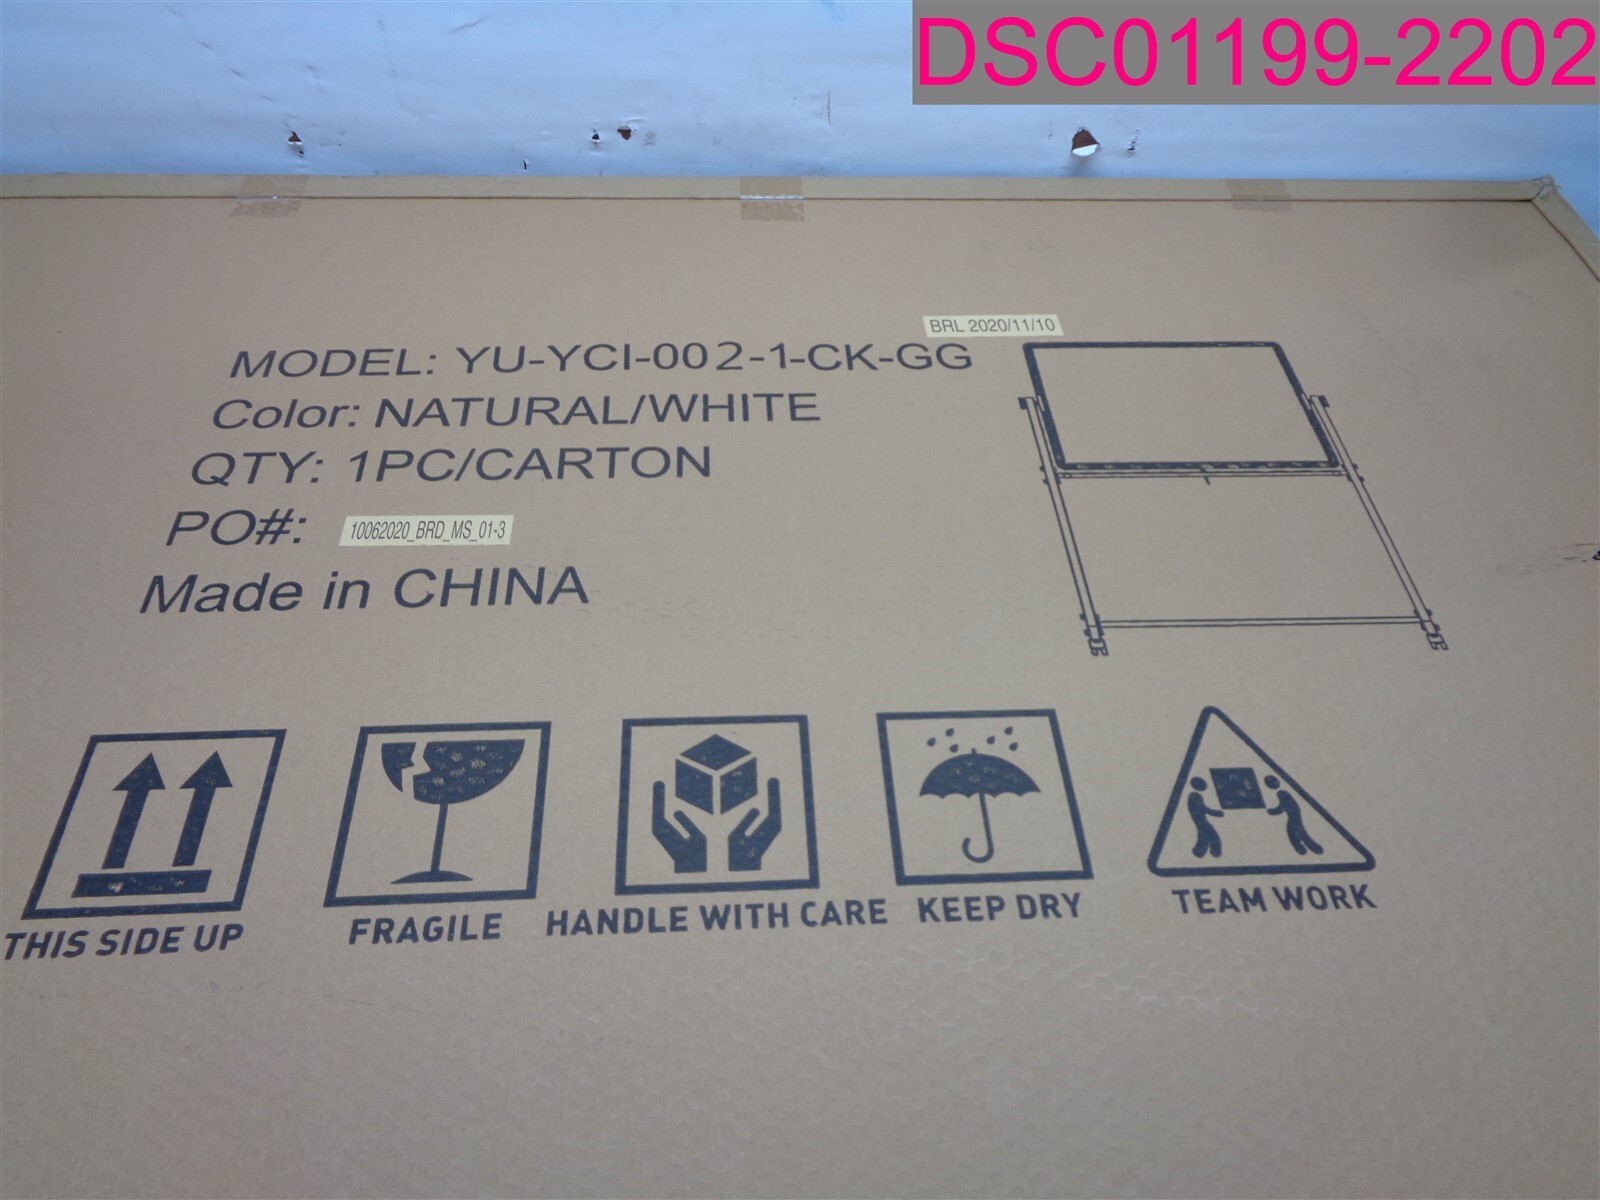 DSC01199-2202
BRL 2020/11/10
MODEL: YU-YCI-002-1-CK-GG
Color: NATURAL/WHITE
QTY: 1PC/CARTON
PO#: 10062020_BRD_MS_01-3
Made in CHINA
THIS SIDE UP
FRAGILE
HANDLE WITH CARE
KEEP DRY
TEAM WORK